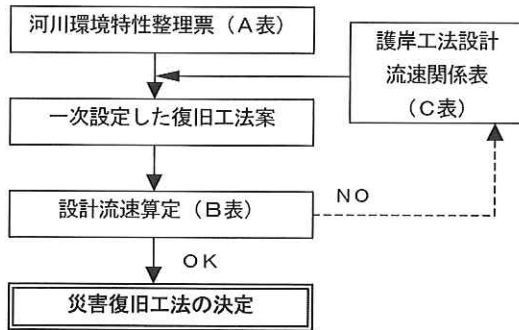 河川環境特性整理票（A表）
護岸工法設計
流速関係表
（C表）
一次設定した復旧工法案
設計流速算定（B表）
NO
OK
災害復旧工法の決定